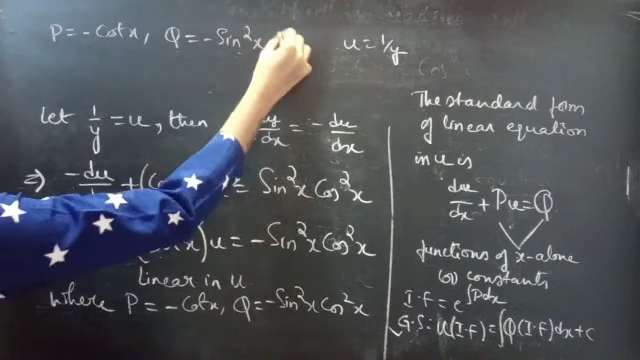 P = -Cotx, Q = -Sin²x
u = 1/y
Let 1/y = u, then dy/dx = -du/dx
⇒ -du + (Co = Sin²x Cos²x
x)u = -Sin²x Cos²x
Linear in u
Where P = -Cotx, Q = -Sin²x Cos²x
The standard form
of linear equation
in u is
du/dx + Pu = Q
functions of x-alone
(or) constants
I.F = e^∫Pdx
G.S: u(I.F) = ∫Q(I.F)dx + c